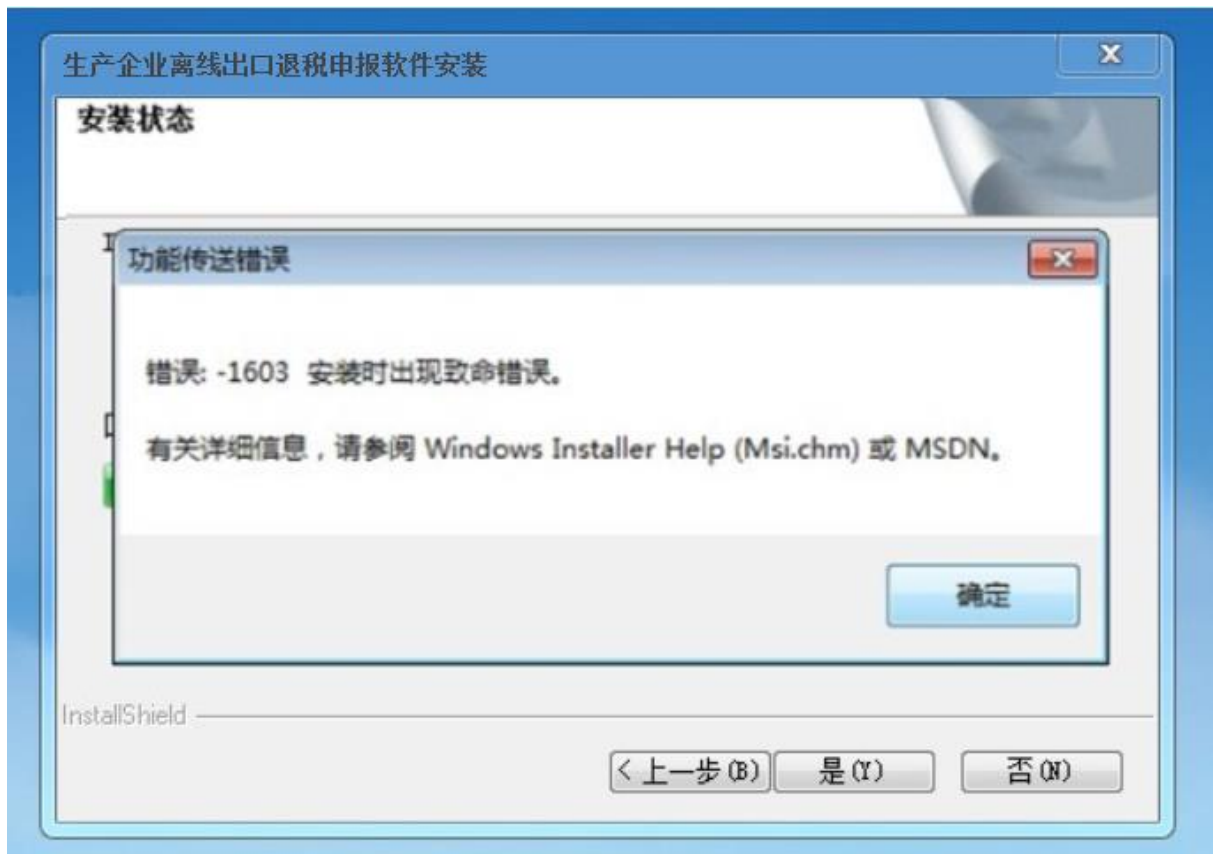 生产企业离线出口退税申报软件安装
安装状态
功能传送错误
错误: -1603 安装时出现致命错误。
有关详细信息，请参阅 Windows Installer Help (Msi.chm) 或 MSDN。
确定
InstallShield
< 上一步(B) 是(Y) 否(N)